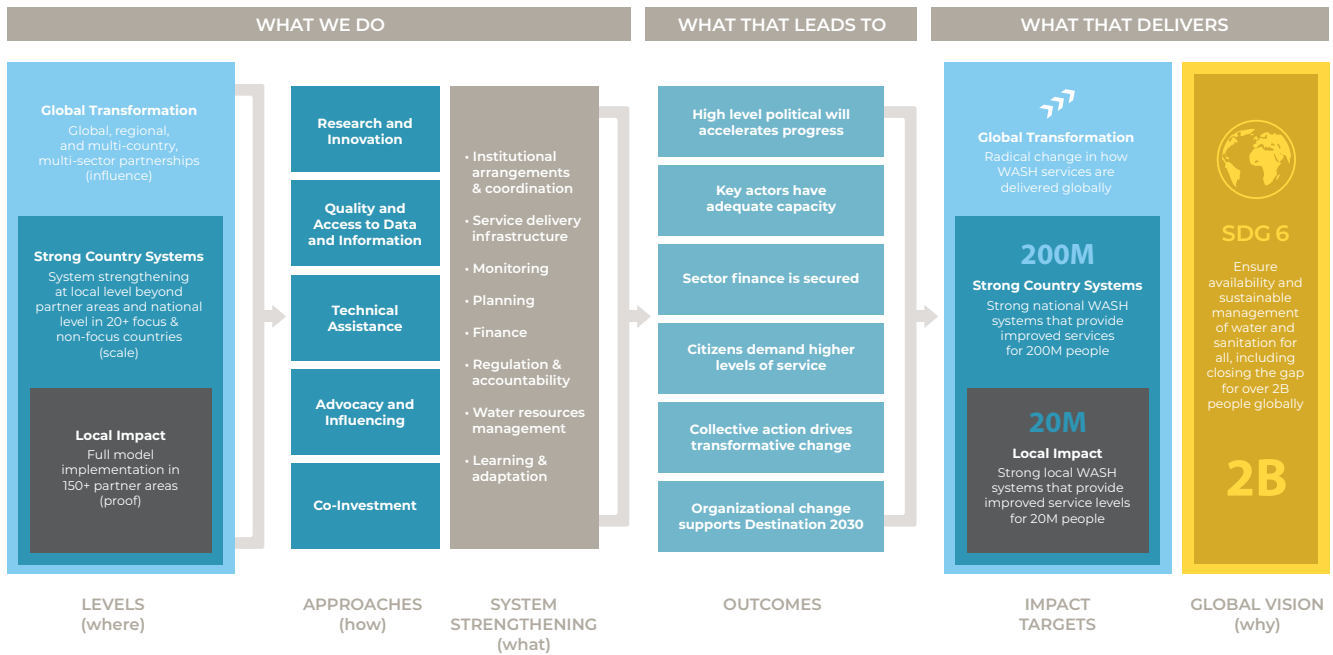 WHAT WE DO
WHAT THAT LEADS TO
WHAT THAT DELIVERS
Global Transformation
Global, regional,
and multi-country,
multi-sector partnerships
(influence)
Strong Country Systems
System strengthening
at local level beyond
partner areas and national
level in 20+ focus &
non-focus countries
(scale)
Local Impact
Full model
implementation in
150+ partner areas
(proof)
Research and
Innovation
Quality and
Access to Data
and Information
Technical
Assistance
Advocacy and
Influencing
Co-Investment
• Institutional
arrangements
& coordination
• Service delivery
infrastructure
• Monitoring
• Planning
• Finance
• Regulation &
accountability
• Water resources
management
• Learning &
adaptation
High level political will
accelerates progress
Key actors have
adequate capacity
Sector finance is secured
Citizens demand higher
levels of service
Collective action drives
transformative change
Organizational change
supports Destination 2030
Global Transformation
Radical change in how
WASH services are
delivered globally
200M
Strong Country Systems
Strong national WASH
systems that provide
improved services
for 200M people
20M
Local Impact
Strong local WASH
systems that provide
improved service levels
for 20M people
SDG 6
Ensure
availability and
sustainable
management
of water and
sanitation for
all, including
closing the gap
for over 2B
people globally
2B
LEVELS
(where)
APPROACHES
(how)
SYSTEM
STRENGTHENING
(what)
OUTCOMES
IMPACT
TARGETS
GLOBAL VISION
(why)